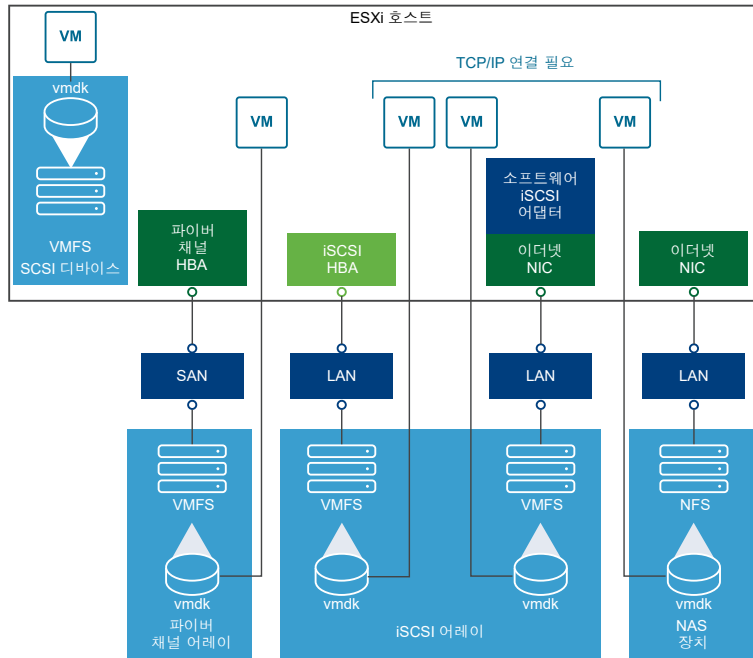 ESXi 호스트
VM
vmdk
VMFS
SCSI 디바이스
TCP/IP 연결 필요
VM
VM
VM
VM
파이버
채널
HBA
iSCSI
HBA
소프트웨어
iSCSI
어댑터
이더넷
NIC
이더넷
NIC
SAN
LAN
LAN
LAN
VMFS
VMFS
VMFS
NFS
vmdk
vmdk
vmdk
vmdk
파이버
채널 어레이
iSCSI 어레이
NAS
장치